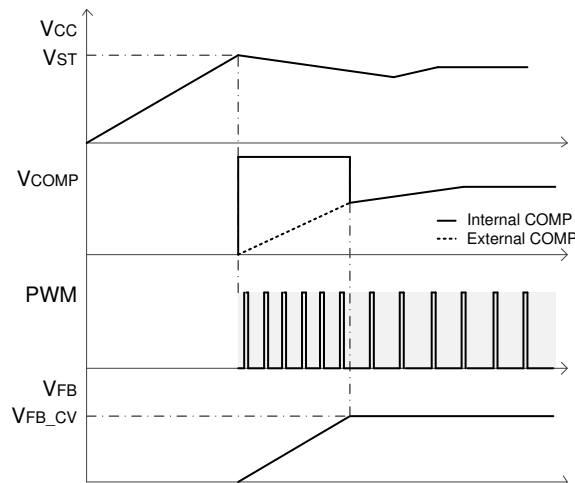 VCC
VST
VCOMP
Internal COMP
External COMP
PWM
VFB
VFB_CV